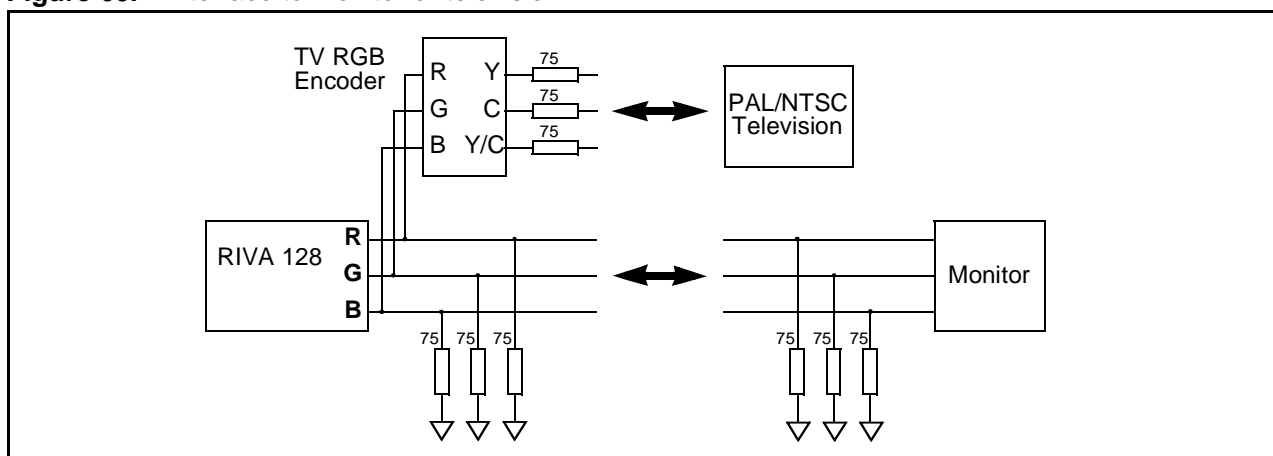 TV RGB
Encoder
R
Y
75
G
C
75
B
Y/C
75
PAL/NTSC
Television
RIVA 128
R
G
B
Monitor
75
75
75
75
75
75